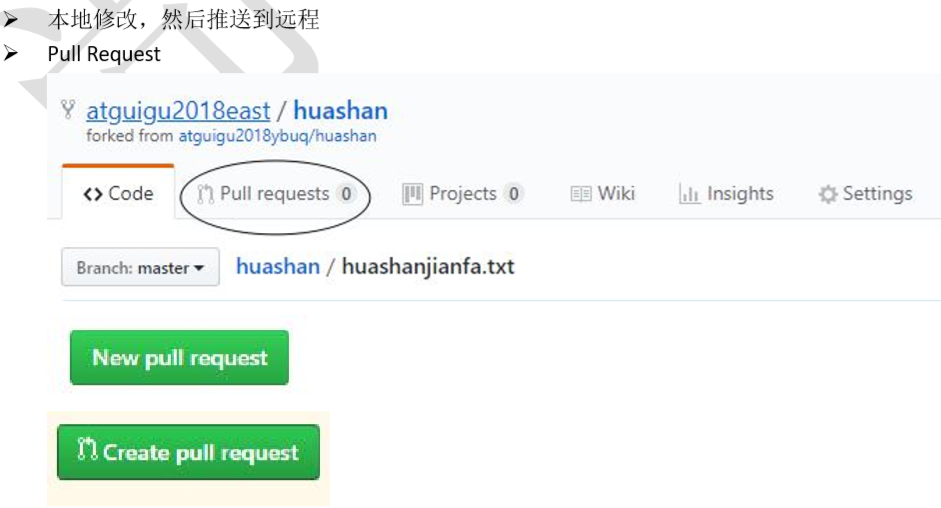 ➢ 本地修改，然后推送到远程
➢ Pull Request
atguigu2018east / huashan
forked from atguigu2018ybuq/huashan
<> Code Pull requests 0 Projects 0 Wiki Insights Settings
Branch: master huashan / huashanjianfa.txt
New pull request
Create pull request